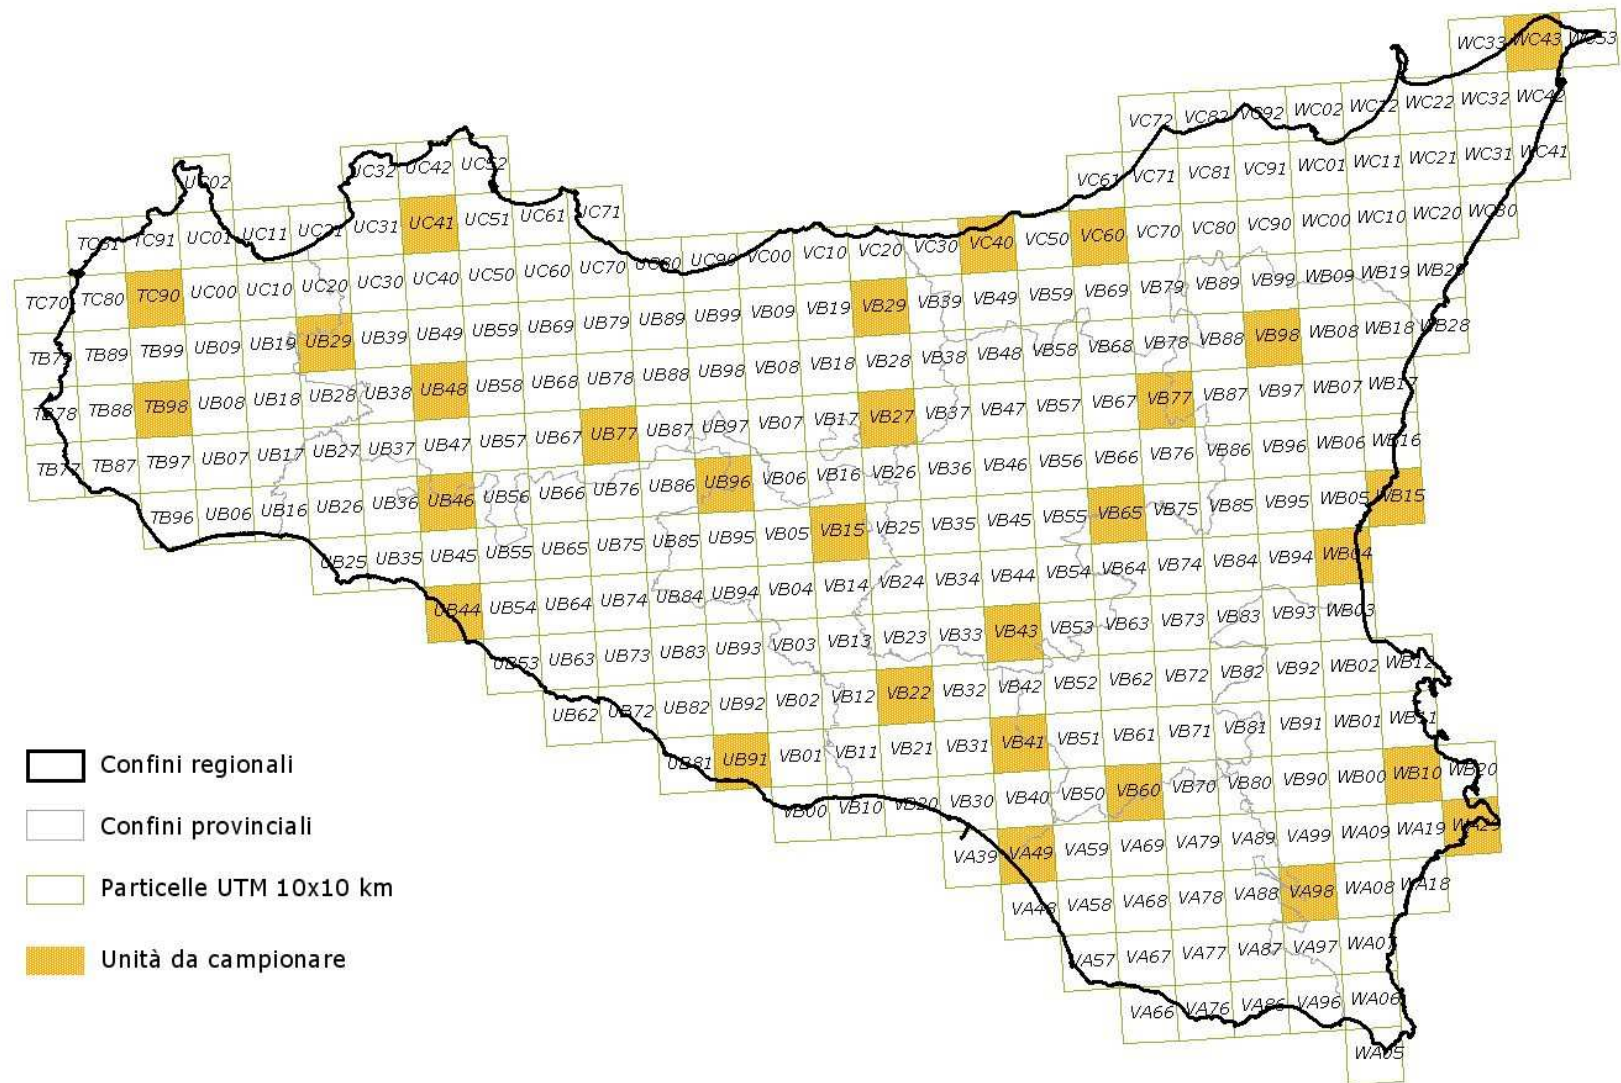 WC33 WC43 WC53
VC72 VC82 VC92 WC02 WC12 WC22 WC32 WC42
UC02 UC32 UC42 UC52 VC61 VC71 VC81 VC91 WC01 WC11 WC21 WC31 WC41
TC81 TC91 UC01 UC11 UC21 UC31 UC41 UC51 UC61 UC71 UC80 UC90 VC00 VC10 VC20 VC30 VC40 VC50 VC60 VC70 VC80 VC90 WC00 WC10 WC20 WC30
TC70 TC80 TC90 UC00 UC10 UC20 UC30 UC40 UC50 UC60 UC70
UB79 UB89 UB99 VB09 VB19 VB29 VB39 VB49 VB59 VB69 VB79 VB89 VB99 WB09 WB19 WB29
TB79 TB89 TB99 UB09 UB19 UB29 UB39 UB49 UB59 UB69
UB78 UB88 UB98 VB08 VB18 VB28 VB38 VB48 VB58 VB68 VB78 VB88 VB98 WB08 WB18 WB28
TB78 TB88 TB98 UB08 UB18 UB28 UB38 UB48 UB58 UB68
UB77 UB87 UB97 VB07 VB17 VB27 VB37 VB47 VB57 VB67 VB77 VB87 VB97 WB07 WB17
TB77 TB87 TB97 UB07 UB17 UB27 UB37 UB47 UB57 UB67
TB96 UB06 UB16 UB26 UB36 UB46 UB56 UB66 UB76 UB86 UB96 VB06 VB16 VB26 VB36 VB46 VB56 VB66 VB76 VB86 VB96 WB06 WB16
UB25 UB35 UB45 UB55 UB65 UB75 UB85 UB95 VB05 VB15 VB25 VB35 VB45 VB55 VB65 VB75 VB85 VB95 WB05 WB15
UB44 UB54 UB64 UB74 UB84 UB94 VB04 VB14 VB24 VB34 VB44 VB54 VB64 VB74 VB84 VB94 WB04
UB53 UB63 UB73 UB83 UB93 VB03 VB13 VB23 VB33 VB43 VB53 VB63 VB73 VB83 VB93 WB03
UB62 UB72 UB82 UB92 VB02 VB12 VB22 VB32 VB42 VB52 VB62 VB72 VB82 VB92 WB02 WB12
UB81 UB91 VB01 VB11 VB21 VB31 VB41 VB51 VB61 VB71 VB81 VB91 WB01 WB11
VB00 VB10 VB20 VB30 VB40 VB50 VB60 VB70 VB80 VB90 WB00 WB10 WB20
VA39 VA49 VA59 VA69 VA79 VA89 VA99 WA09 WA19 WA29
VA48 VA58 VA68 VA78 VA88 VA98 WA08 WA18
VA57 VA67 VA77 VA87 VA97 WA07
VA66 VA76 VA86 VA96 WA06
WA05
Confini regionali
Confini provinciali
Particelle UTM 10x10 km
Unità da campionare